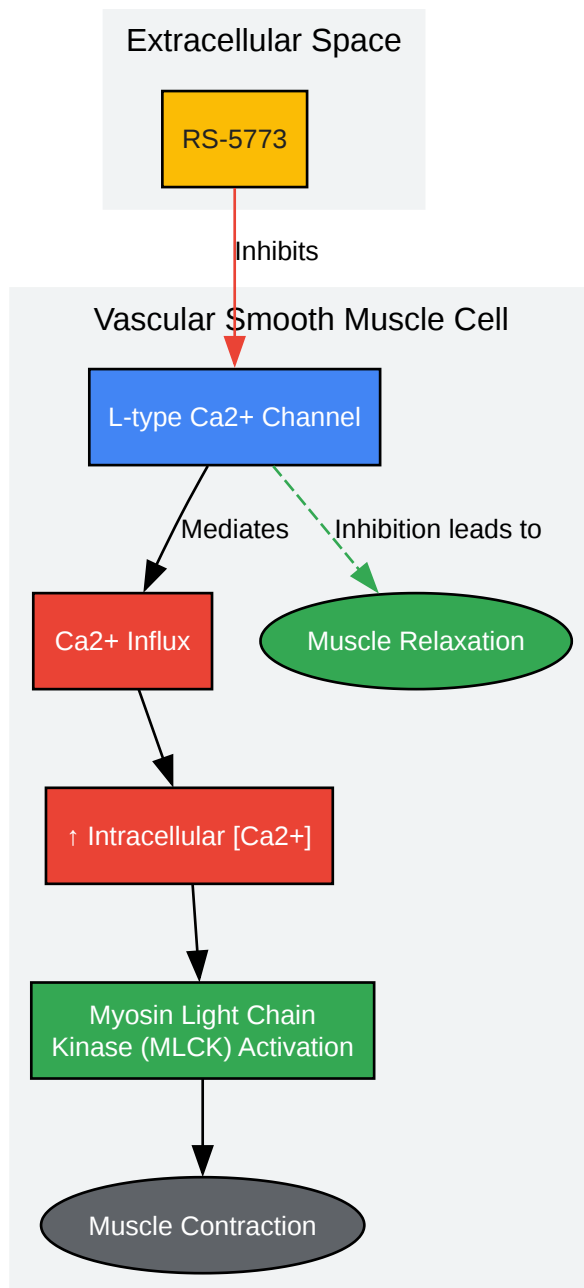 Extracellular Space
RS-5773
Inhibits
Vascular Smooth Muscle Cell
L-type Ca2+ Channel
Mediates
Inhibition leads to
Ca2+ Influx
Muscle Relaxation
↑ Intracellular [Ca2+]
Myosin Light Chain
Kinase (MLCK) Activation
Muscle Contraction